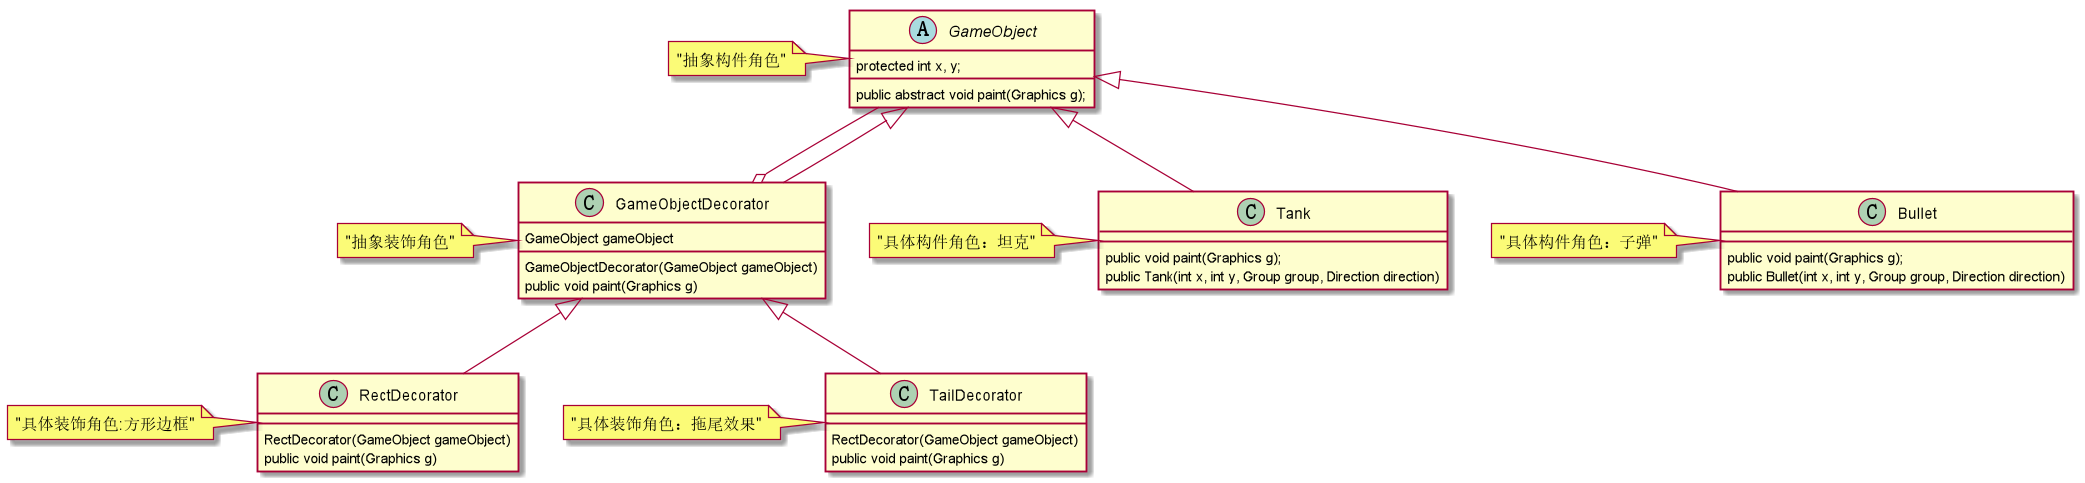 A GameObject
"抽象构件角色"
protected int x, y;
public abstract void paint(Graphics g);
C GameObjectDecorator
"抽象装饰角色"
GameObject gameObject
GameObjectDecorator(GameObject gameObject)
public void paint(Graphics g)
C Tank
"具体构件角色：坦克"
public void paint(Graphics g);
public Tank(int x, int y, Group group, Direction direction)
C Bullet
"具体构件角色：子弹"
public void paint(Graphics g);
public Bullet(int x, int y, Group group, Direction direction)
C RectDecorator
"具体装饰角色:方形边框"
RectDecorator(GameObject gameObject)
public void paint(Graphics g)
C TailDecorator
"具体装饰角色：拖尾效果"
RectDecorator(GameObject gameObject)
public void paint(Graphics g)